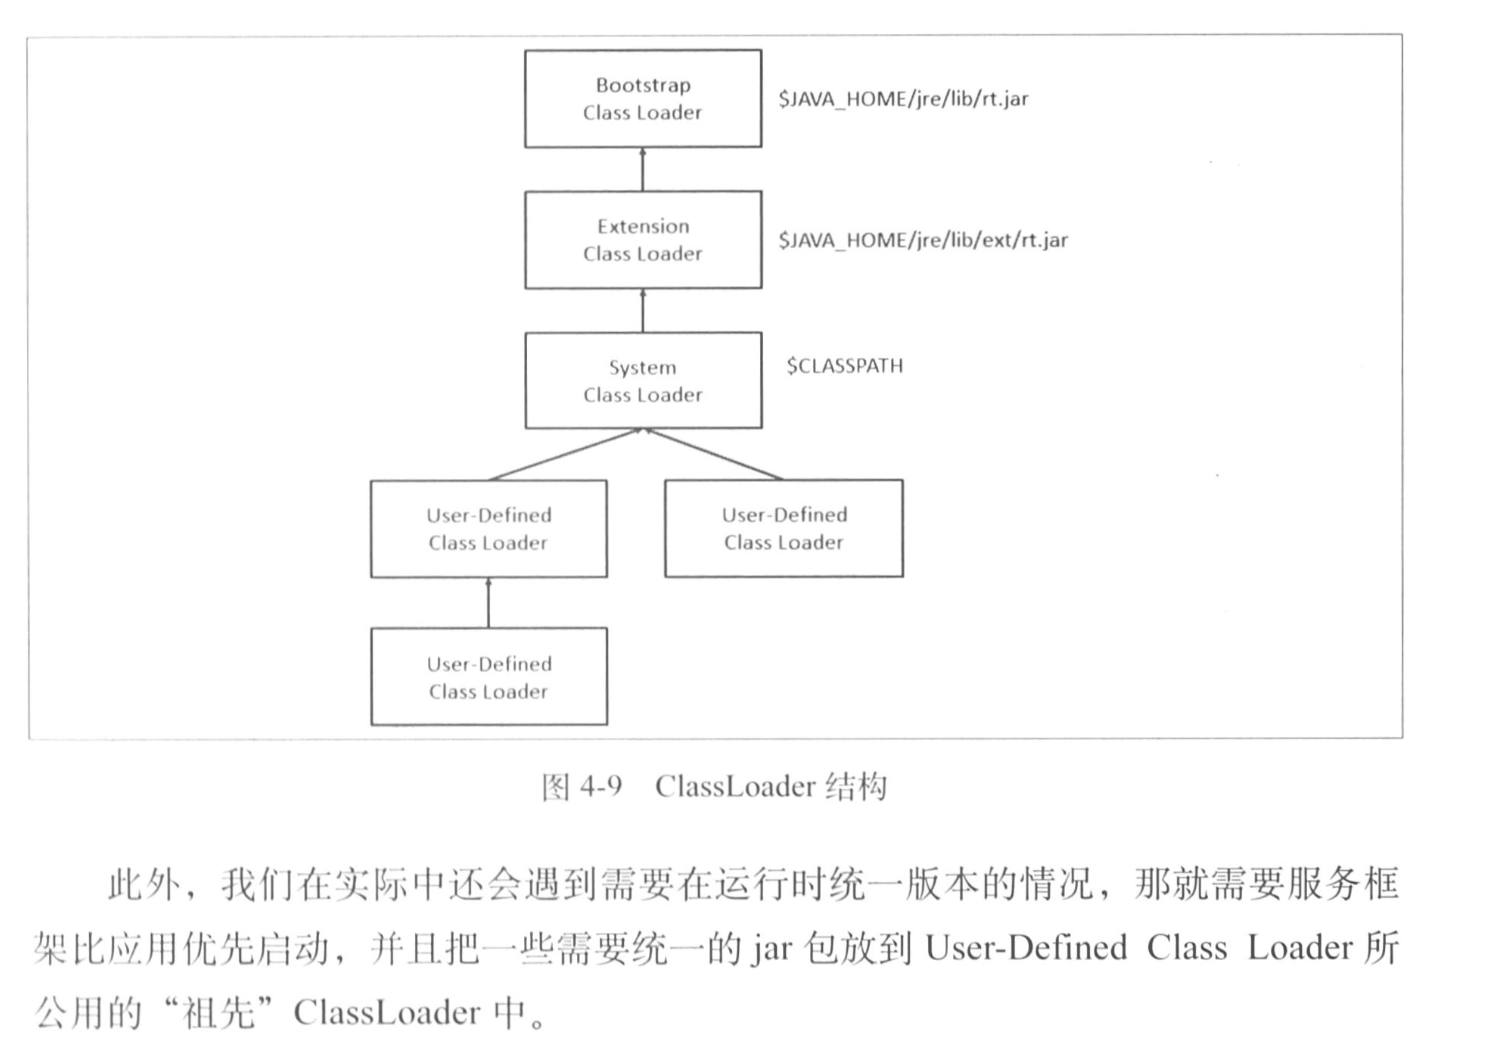 Bootstrap
Class Loader
$JAVA_HOME/jre/lib/rt.jar
Extension
Class Loader
$JAVA_HOME/jre/lib/ext/rt.jar
System
Class Loader
$CLASSPATH
User-Defined
Class Loader
User-Defined
Class Loader
User-Defined
Class Loader
图 4-9 ClassLoader 结构
此外，我们在实际中还会遇到需要在运行时统一版本的情况，那就需要服务框
架比应用优先启动，并且把一些需要统一的 jar 包放到 User-Defined Class Loader 所
公用的“祖先”ClassLoader 中。